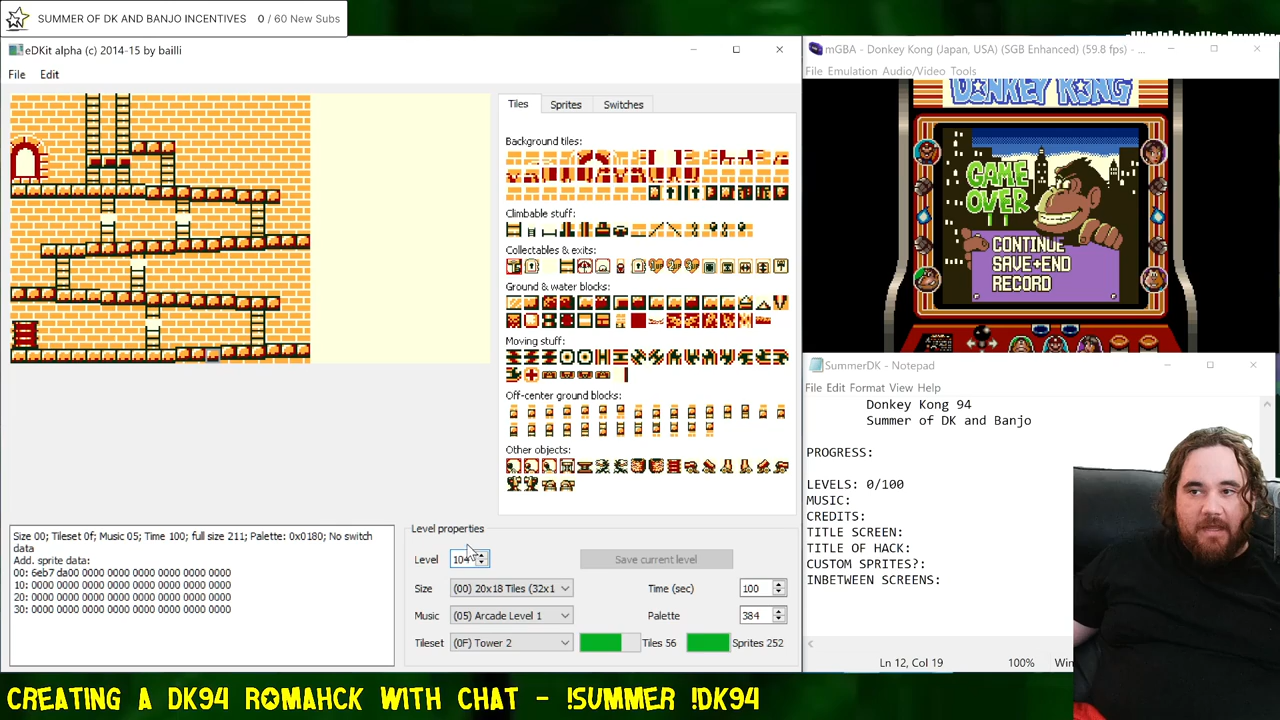 SUMMER OF DK AND BANJO INCENTIVES 0 / 60 New Subs
eDKit alpha (c) 2014-15 by bailli
File Edit
Tiles Sprites Switches
Background tiles:
Climbable stuff:
Collectables & exits:
Ground & water blocks:
Moving stuff:
Off-center ground blocks:
Other objects:
Size 00; Tileset 0f; Music 05; Time 100; full size 211; Palette: 0x0180; No switch
data
Add. sprite data:
00: 6eb7 da00 0000 0000 0000 0000 0000 0000
10: 0000 0000 0000 0000 0000 0000 0000 0000
20: 0000 0000 0000 0000 0000 0000 0000 0000
30: 0000 0000 0000 0000 0000 0000 0000 0000
Level properties
Level 104 Save current level
Size (00) 20x18 Tiles (32x1 Time (sec) 100
Music (05) Arcade Level 1 Palette 384
Tileset (0F) Tower 2 Tiles 56 Sprites 252
mGBA - Donkey Kong (Japan, USA) (SGB Enhanced) (59.8 fps) - ...
File Emulation Audio/Video Tools
DONKEY KONG
GAME
OVER
CONTINUE
SAVE+END
RECORD
SummerDK - Notepad
File Edit Format View Help
Donkey Kong 94
Summer of DK and Banjo
PROGRESS:
LEVELS: 0/100
MUSIC:
CREDITS:
TITLE SCREEN:
TITLE OF HACK:
CUSTOM SPRITES?:
INBETWEEN SCREENS:
Ln 12, Col 19 100% Win
CREATING A DK94 ROMAHCK WITH CHAT - !SUMMER !DK94